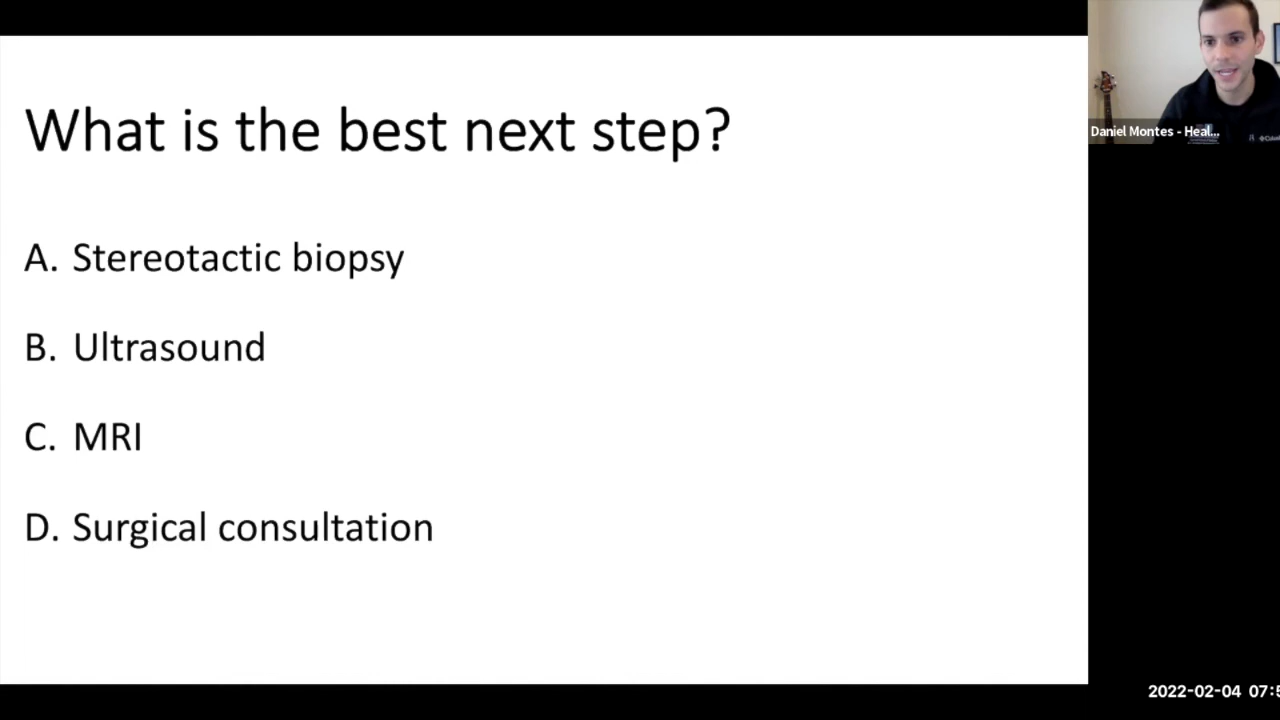 What is the best next step?
A. Stereotactic biopsy
B. Ultrasound
C. MRI
D. Surgical consultation
Daniel Montes - Heal...
2022-02-04 07:5